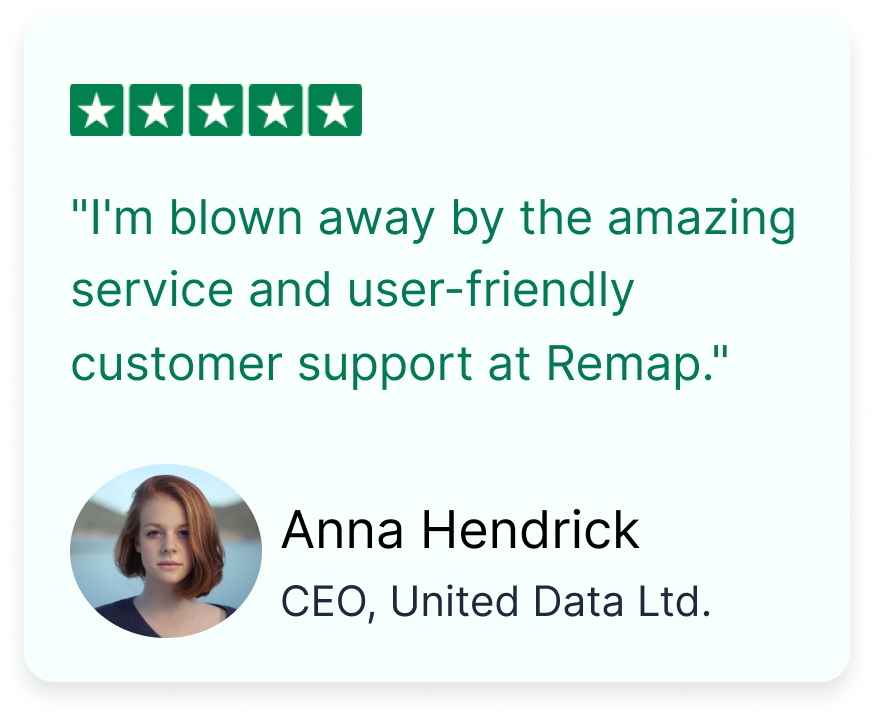 "I'm blown away by the amazing
service and user-friendly
customer support at Remap."
Anna Hendrick
CEO, United Data Ltd.